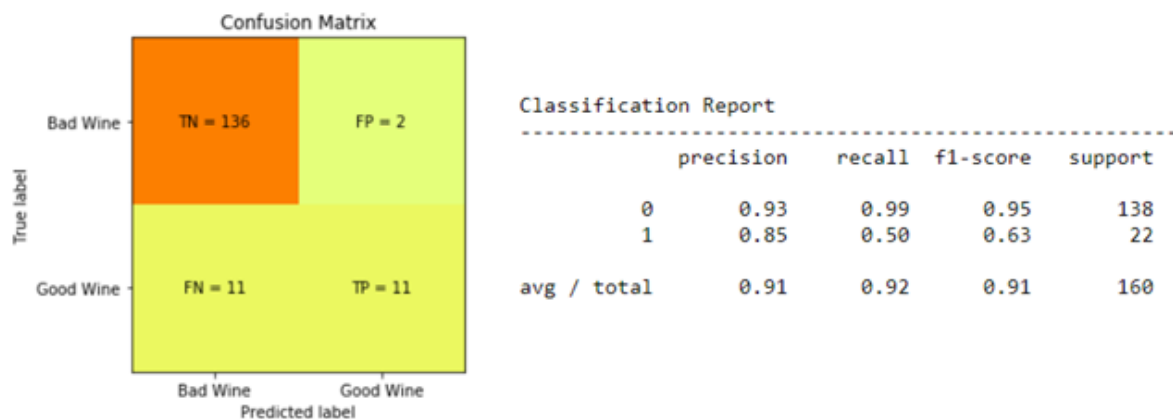 Confusion Matrix
Bad Wine
TN = 136
FP = 2
True label
Good Wine
FN = 11
TP = 11
Bad Wine
Good Wine
Predicted label
Classification Report
-----------------------------------------------------
precision recall f1-score support
0 0.93 0.99 0.95 138
1 0.85 0.50 0.63 22
avg / total 0.91 0.92 0.91 160